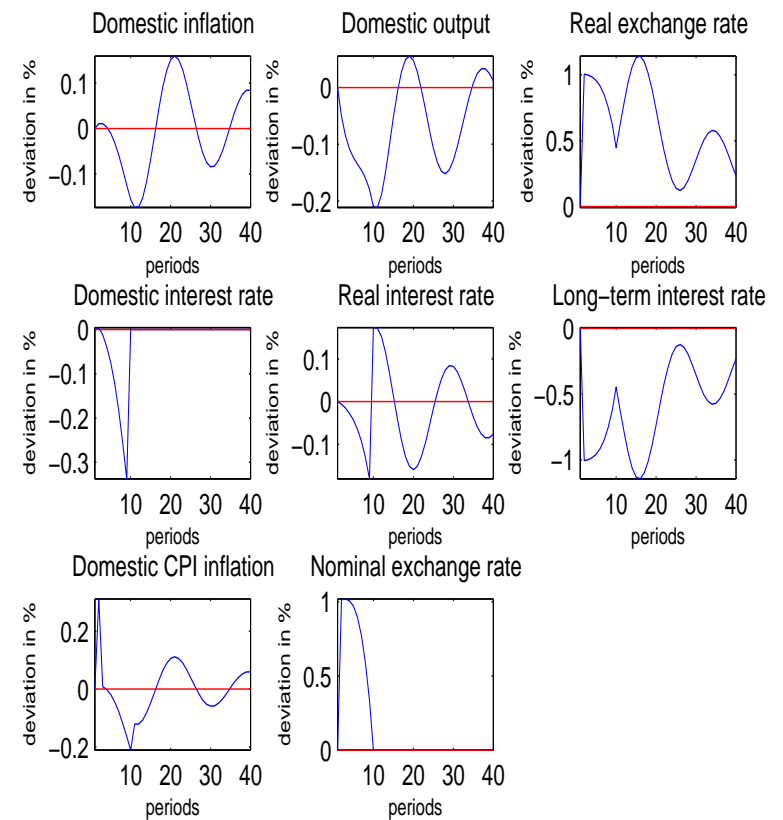 Domestic inflation
deviation in %
0.1
0
−0.1
10 20 30 40
periods
Domestic output
deviation in %
0
−0.1
−0.2
10 20 30 40
periods
Real exchange rate
deviation in %
1
0.5
0
10 20 30 40
periods
Domestic interest rate
deviation in %
0
−0.1
−0.2
−0.3
10 20 30 40
periods
Real interest rate
deviation in %
0.1
0
−0.1
10 20 30 40
periods
Long−term interest rate
deviation in %
0
−0.5
−1
10 20 30 40
periods
Domestic CPI inflation
deviation in %
0.2
0
−0.2
10 20 30 40
periods
Nominal exchange rate
deviation in %
1
0.5
0
10 20 30 40
periods